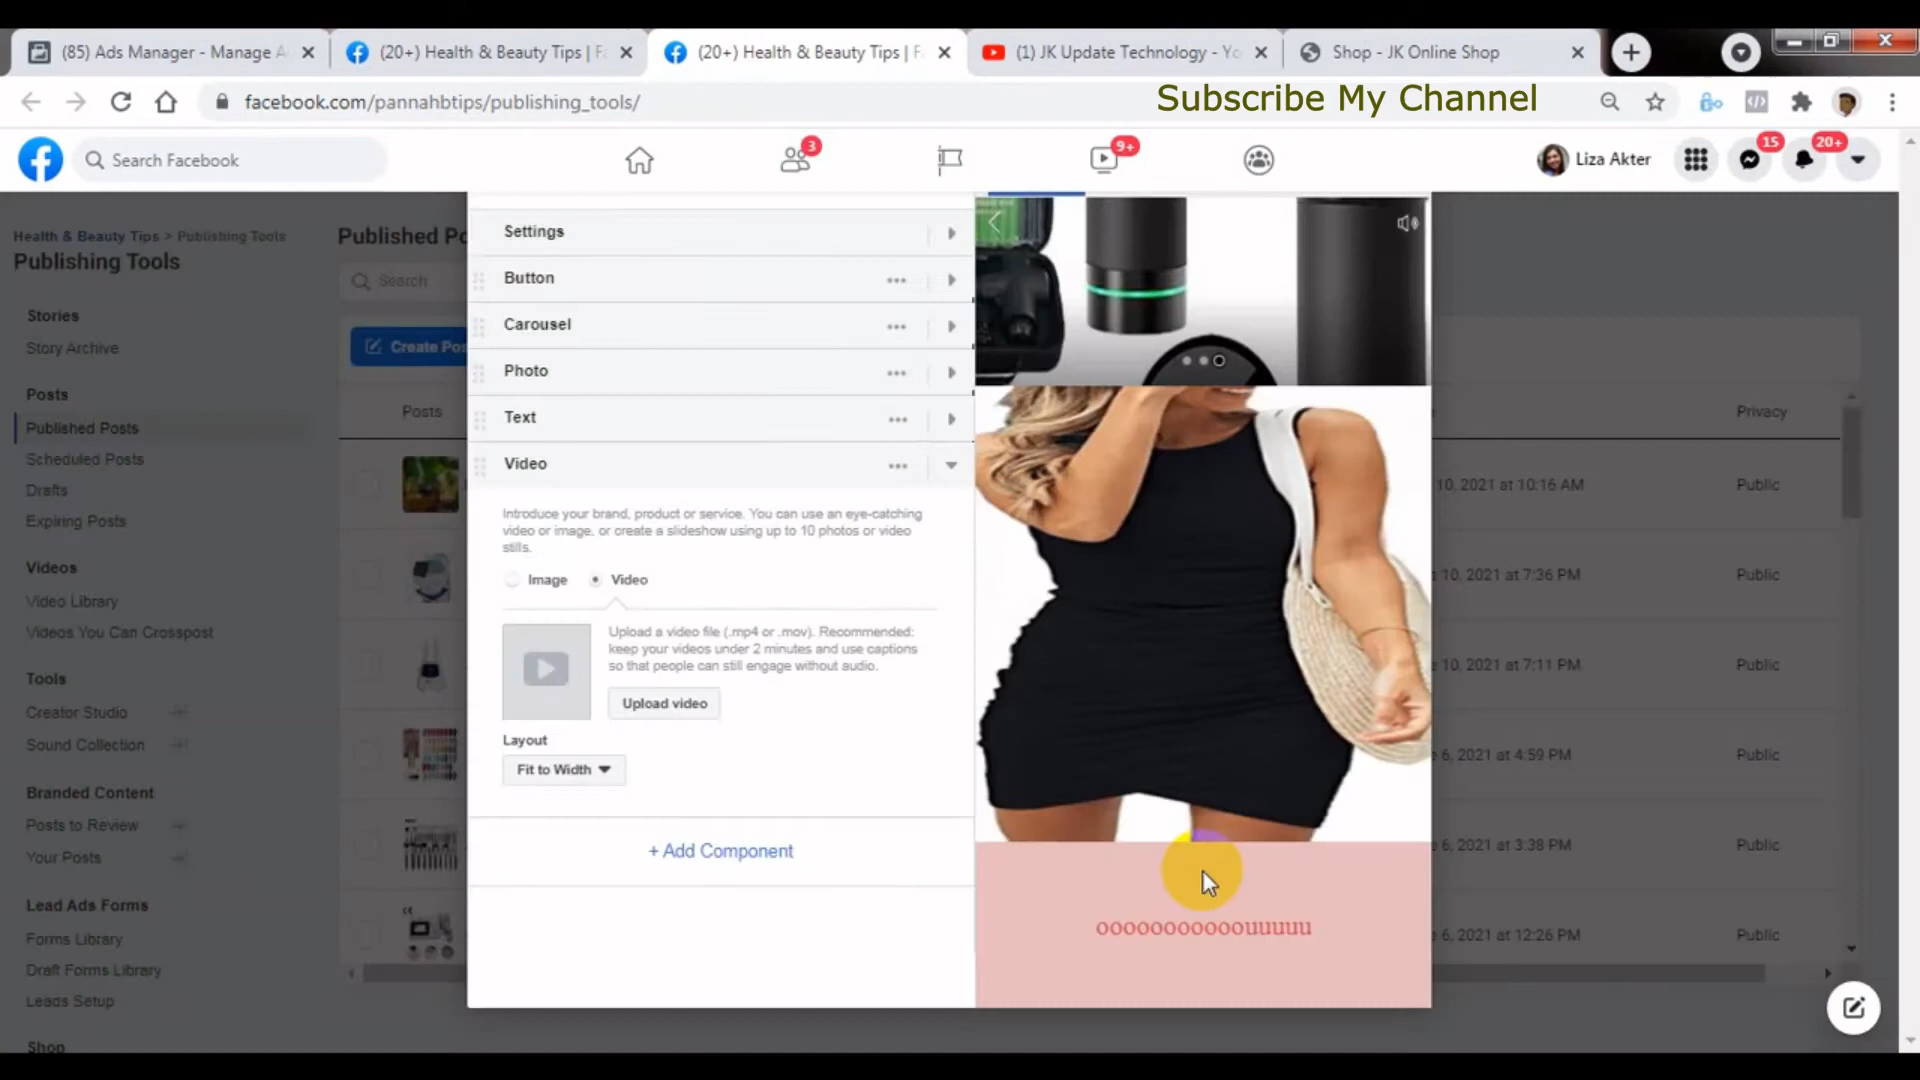 (85) Ads Manager - Manage A
(20+) Health & Beauty Tips | F
(20+) Health & Beauty Tips | F
(1) JK Update Technology - Yo
Shop - JK Online Shop
facebook.com/pannahbtips/publishing_tools/
Subscribe My Channel
Search Facebook
3
9+
Liza Akter
15
20+
Health & Beauty Tips > Publishing Tools
Publishing Tools
Stories
Story Archive
Posts
Published Posts
Scheduled Posts
Drafts
Expiring Posts
Videos
Video Library
Videos You Can Crosspost
Tools
Creator Studio
Sound Collection
Branded Content
Posts to Review
Your Posts
Lead Ads Forms
Forms Library
Draft Forms Library
Leads Setup
Shop
Published Po
Search
Create Pos
Posts
Settings
Button
Carousel
Photo
Text
Video
Introduce your brand, product or service. You can use an eye-catching
video or image, or create a slideshow using up to 10 photos or video
stills.
Image
Video
Upload a video file (.mp4 or .mov). Recommended:
keep your videos under 2 minutes and use captions
so that people can still engage without audio.
Upload video
Layout
Fit to Width
+ Add Component
ooooooooooouuuuu
Privacy
10, 2021 at 10:16 AM
Public
10, 2021 at 7:36 PM
Public
10, 2021 at 7:11 PM
Public
6, 2021 at 4:59 PM
Public
6, 2021 at 3:38 PM
Public
6, 2021 at 12:26 PM
Public